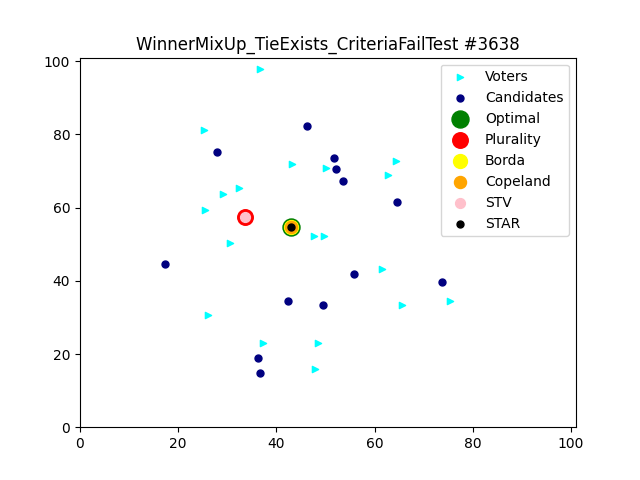 WinnerMixUp_TieExists_CriteriaFailTest #3638
100
80
60
40
20
0
0 20 40 60 80 100
Voters
Candidates
Optimal
Plurality
Borda
Copeland
STV
STAR